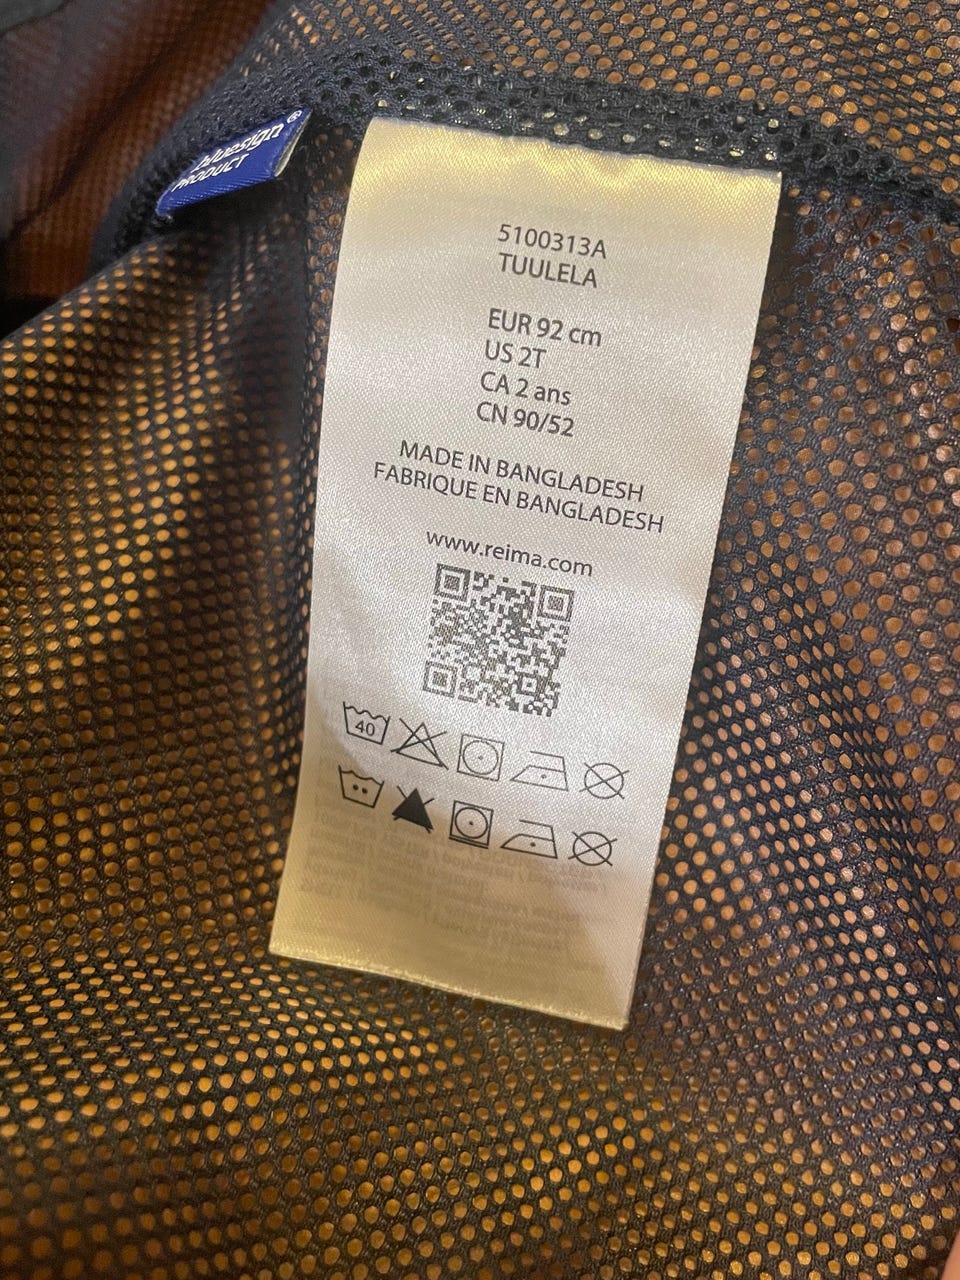 bluesign®
PRODUCT
5100313A
TUULELA
EUR 92 cm
US 2T
CA 2 ans
CN 90/52
MADE IN BANGLADESH
FABRIQUE EN BANGLADESH
www.reima.com
40